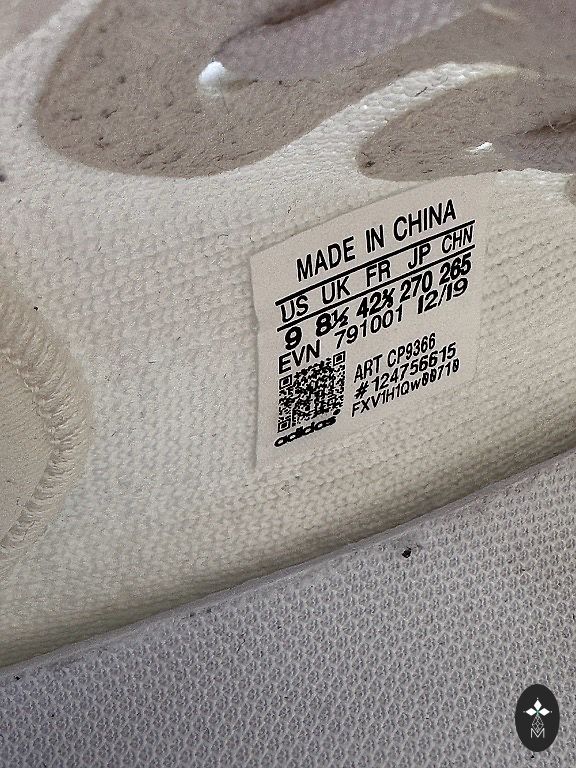 MADE IN CHINA
US UK FR JP CHN
9 8½ 42⅔ 270 265
EVN 791001 12/19
ART CP9366
#124756615
FXV1H1Qw00710
adidas
M